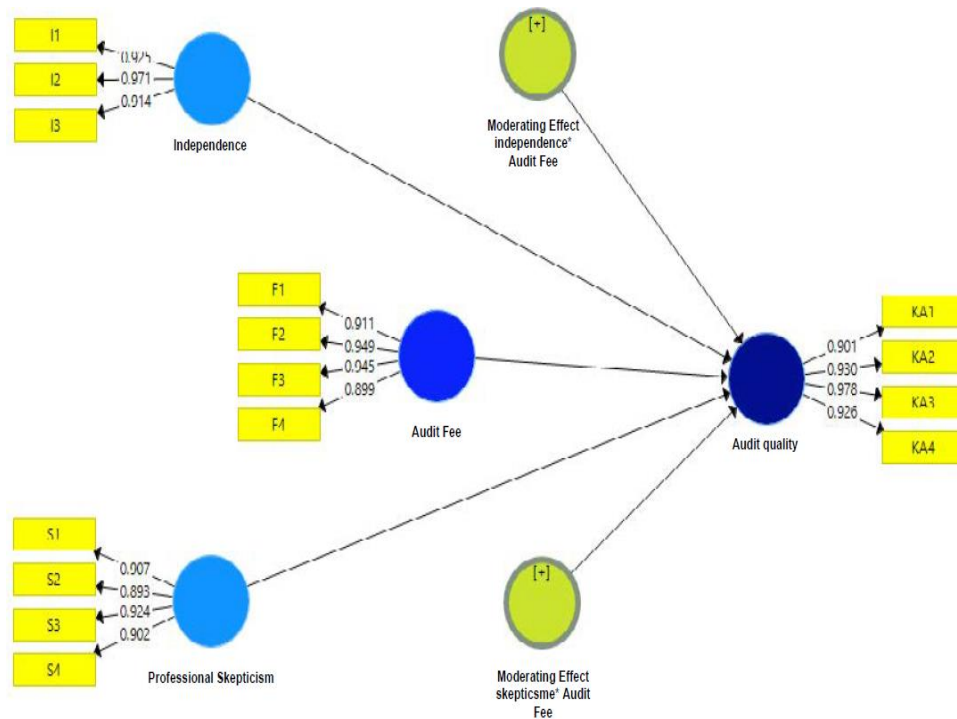 I1
I2
I3
0.925
0.971
0.914
Independence
[+]
Moderating Effect
independence*
Audit Fee
F1
F2
F3
F4
0.911
0.949
0.945
0.899
Audit Fee
KA1
KA2
KA3
KA4
0.901
0.930
0.978
0.926
Audit quality
S1
S2
S3
S4
0.907
0.893
0.924
0.902
Professional Skepticism
[+]
Moderating Effect
skepticsme* Audit
Fee